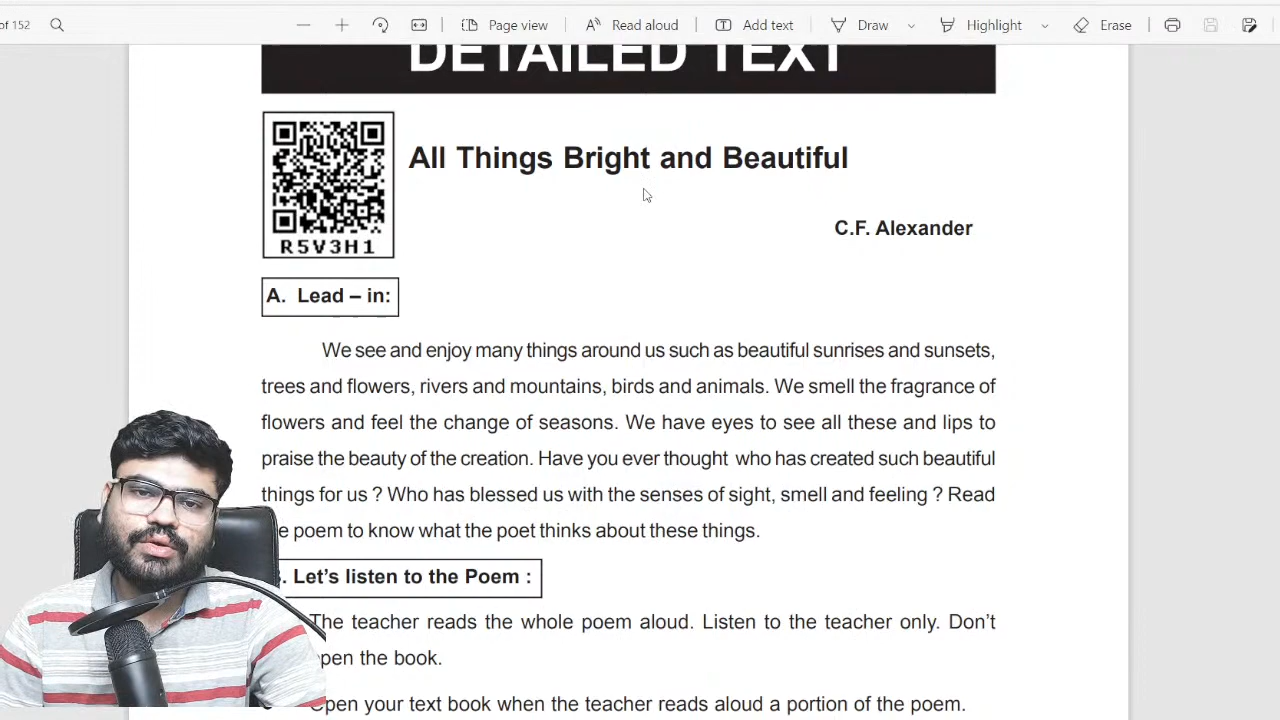 of 152
Page view
Read aloud
Add text
Draw
Highlight
Erase
DETAILED TEXT
All Things Bright and Beautiful
R5V3H1
C.F. Alexander
A. Lead – in:
We see and enjoy many things around us such as beautiful sunrises and sunsets,
trees and flowers, rivers and mountains, birds and animals. We smell the fragrance of
flowers and feel the change of seasons. We have eyes to see all these and lips to
praise the beauty of the creation. Have you ever thought who has created such beautiful
things for us ? Who has blessed us with the senses of sight, smell and feeling ? Read
poem to know what the poet thinks about these things.
Let's listen to the Poem :
The teacher reads the whole poem aloud. Listen to the teacher only. Don't
open the book.
Open your text book when the teacher reads aloud a portion of the poem.